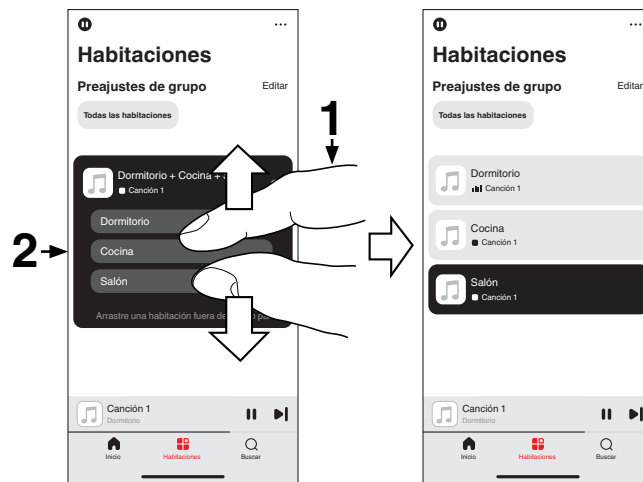 Habitaciones
Preajustes de grupo Editar
Todas las habitaciones
1
Dormitorio + Cocina +
Canción 1
Dormitorio
2
Cocina
Salón
Arrastre una habitación fuera de
Canción 1
Dormitorio
Inicio Habitaciones Buscar
Habitaciones
Preajustes de grupo Editar
Todas las habitaciones
Dormitorio
Canción 1
Cocina
Canción 1
Salón
Canción 1
Canción 1
Dormitorio
Inicio Habitaciones Buscar